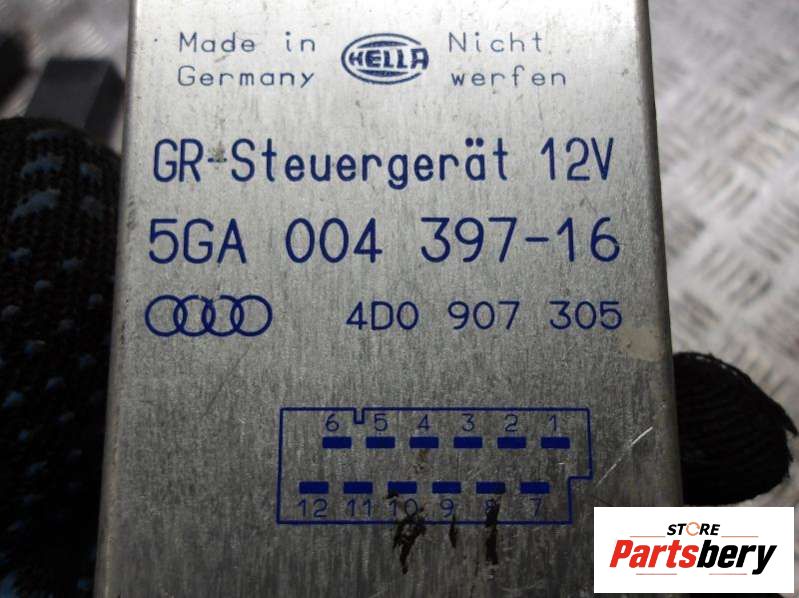 Made in HELLA Nicht
Germany werfen
GR-Steuergerät 12V
5GA 004 397-16
4D0 907 305
6 5 4 3 2 1
12 11 10 9 8 7
STORE
Partsbery